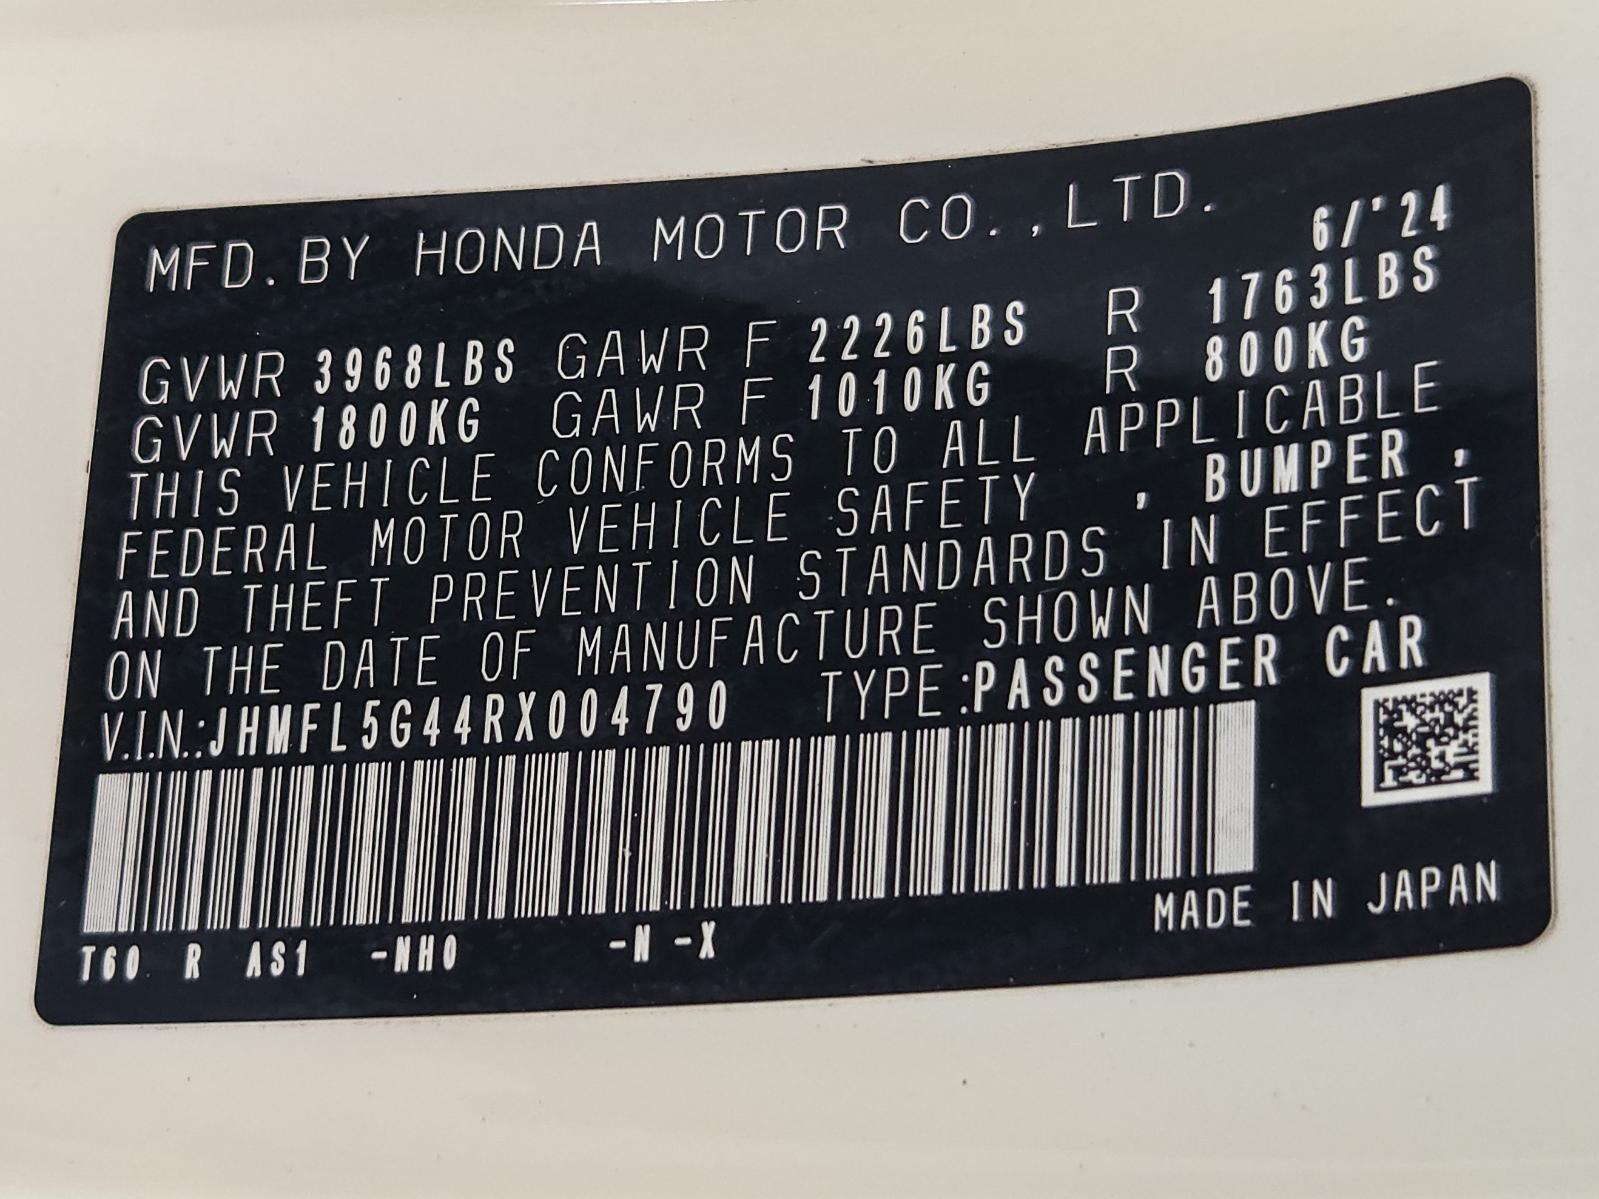 MFD. BY HONDA MOTOR CO., LTD. 6/'24
GVWR 3968LBS GAWR F 2226LBS R 1763LBS
GVWR 1800KG GAWR F 1010KG R 800KG
THIS VEHICLE CONFORMS TO ALL APPLICABLE
FEDERAL MOTOR VEHICLE SAFETY , BUMPER ,
AND THEFT PREVENTION STANDARDS IN EFFECT
ON THE DATE OF MANUFACTURE SHOWN ABOVE.
V.I.N.:JHMFL5G44RX004790 TYPE:PASSENGER CAR
MADE IN JAPAN
T60 R AS1 -NH0 -N -X